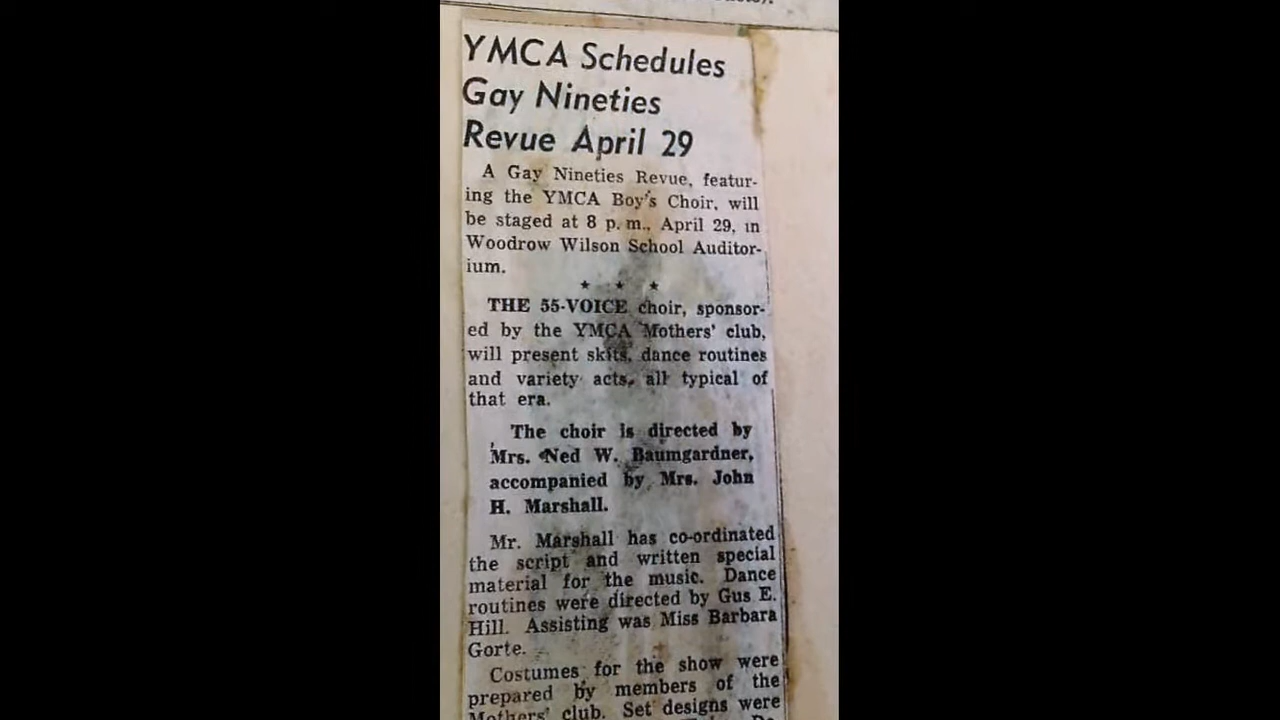 YMCA Schedules
Gay Nineties
Revue April 29
A Gay Nineties Revue, featur-
ing the YMCA Boy's Choir, will
be staged at 8 p.m., April 29, in
Woodrow Wilson School Auditor-
ium.
★ ★ ★
THE 55-VOICE choir, sponsor-
ed by the YMCA Mothers' club,
will present skits, dance routines
and variety acts, all typical of
that era.
The choir is directed by
Mrs. Ned W. Baumgardner,
accompanied by Mrs. John
H. Marshall.
Mr. Marshall has co-ordinated
the script and written special
material for the music. Dance
routines were directed by Gus E.
Hill. Assisting was Miss Barbara
Gorte.
Costumes for the show were
prepared by members of the
Mothers' club. Set designs were